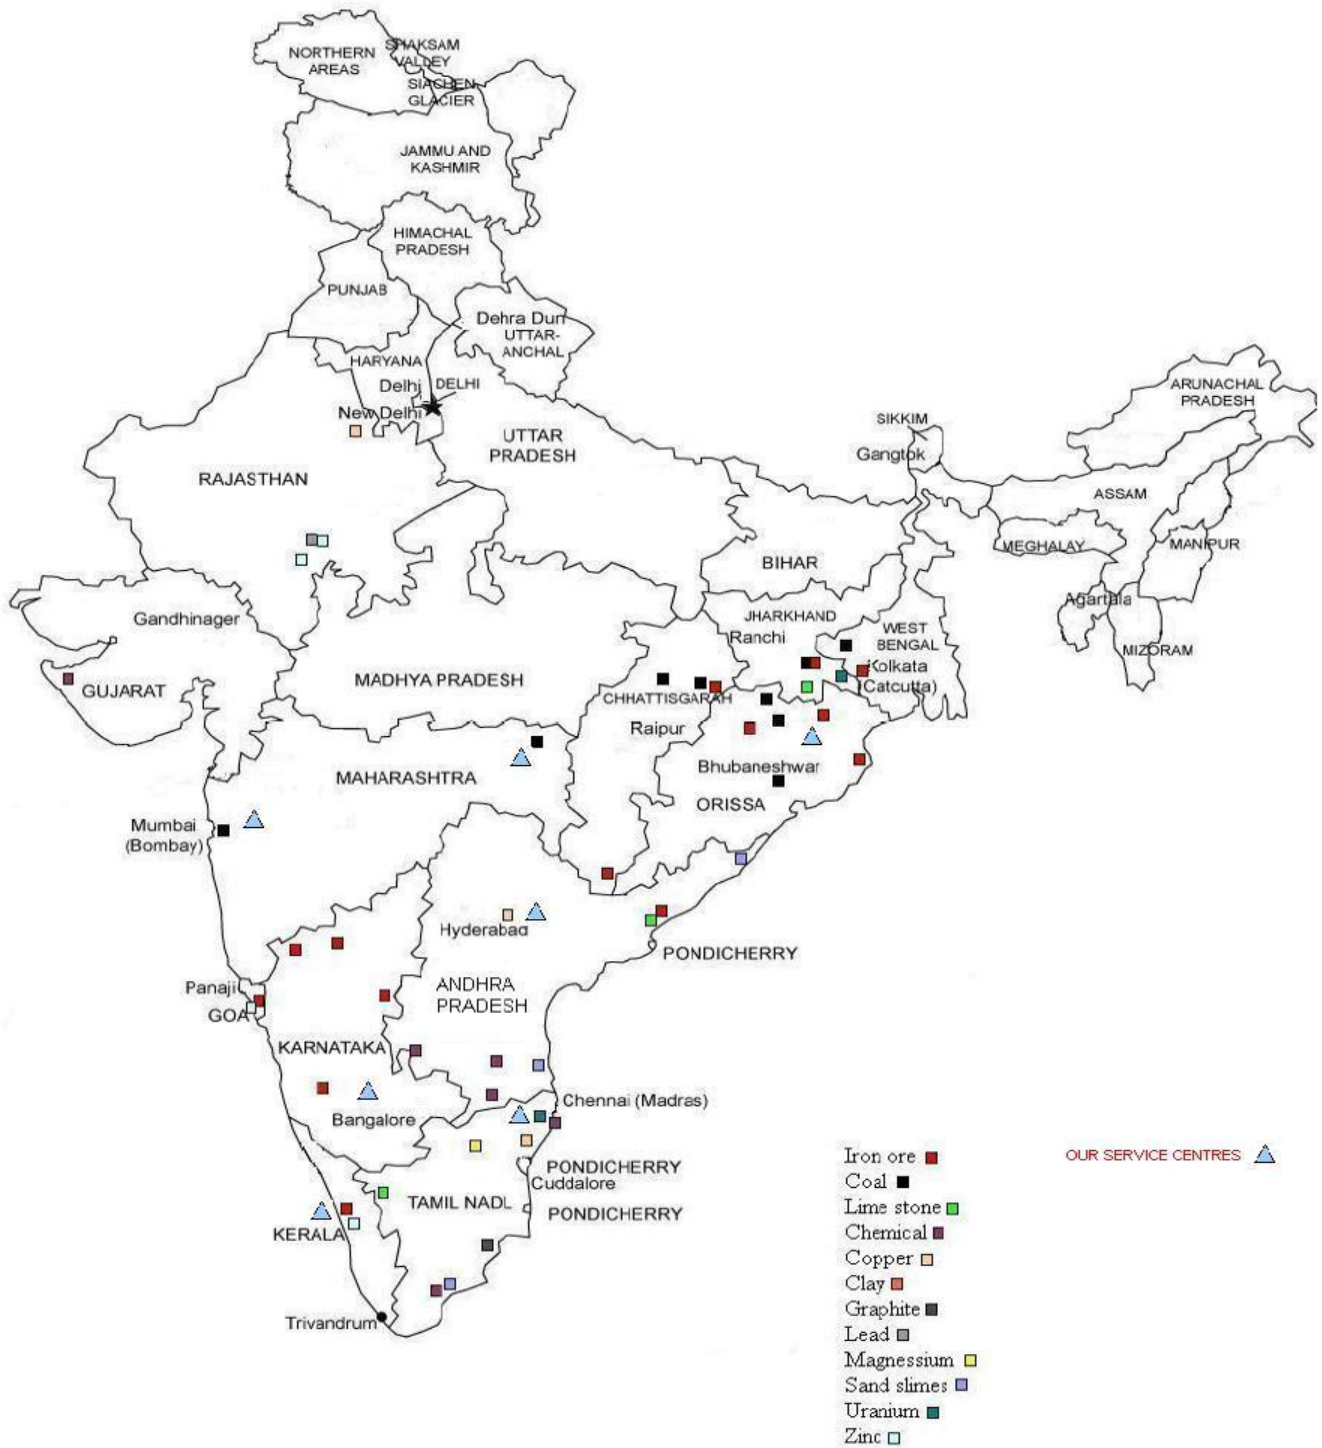 NORTHERN
AREAS
SHAKSAM
VALLEY
SIACHEN
GLACIER
JAMMU AND
KASHMIR
HIMACHAL
PRADESH
PUNJAB
Dehra Dun
UTTAR-
ANCHAL
HARYANA
Delhi
DELHI
New Delhi
ARUNACHAL
PRADESH
SIKKIM
Gangtok
UTTAR
PRADESH
RAJASTHAN
ASSAM
MEGHALAY
MANIPUR
BIHAR
Agartala
MIZORAM
Gandhinager
JHARKHAND
Ranchi
WEST
BENGAL
Kolkata
(Catcutta)
GUJARAT
MADHYA PRADESH
CHHATTISGARAH
Raipur
MAHARASHTRA
Bhubaneshwar
ORISSA
Mumbai
(Bombay)
Hyderabad
PONDICHERRY
Panaji
GOA
ANDHRA
PRADESH
KARNATAKA
Bangalore
Chennai (Madras)
PONDICHERRY
Cuddalore
TAMIL NADL
PONDICHERRY
KERALA
Trivandrum
Iron ore
OUR SERVICE CENTRES
Coal
Lime stone
Chemical
Copper
Clay
Graphite
Lead
Magnessium
Sand slimes
Uranium
Zinc